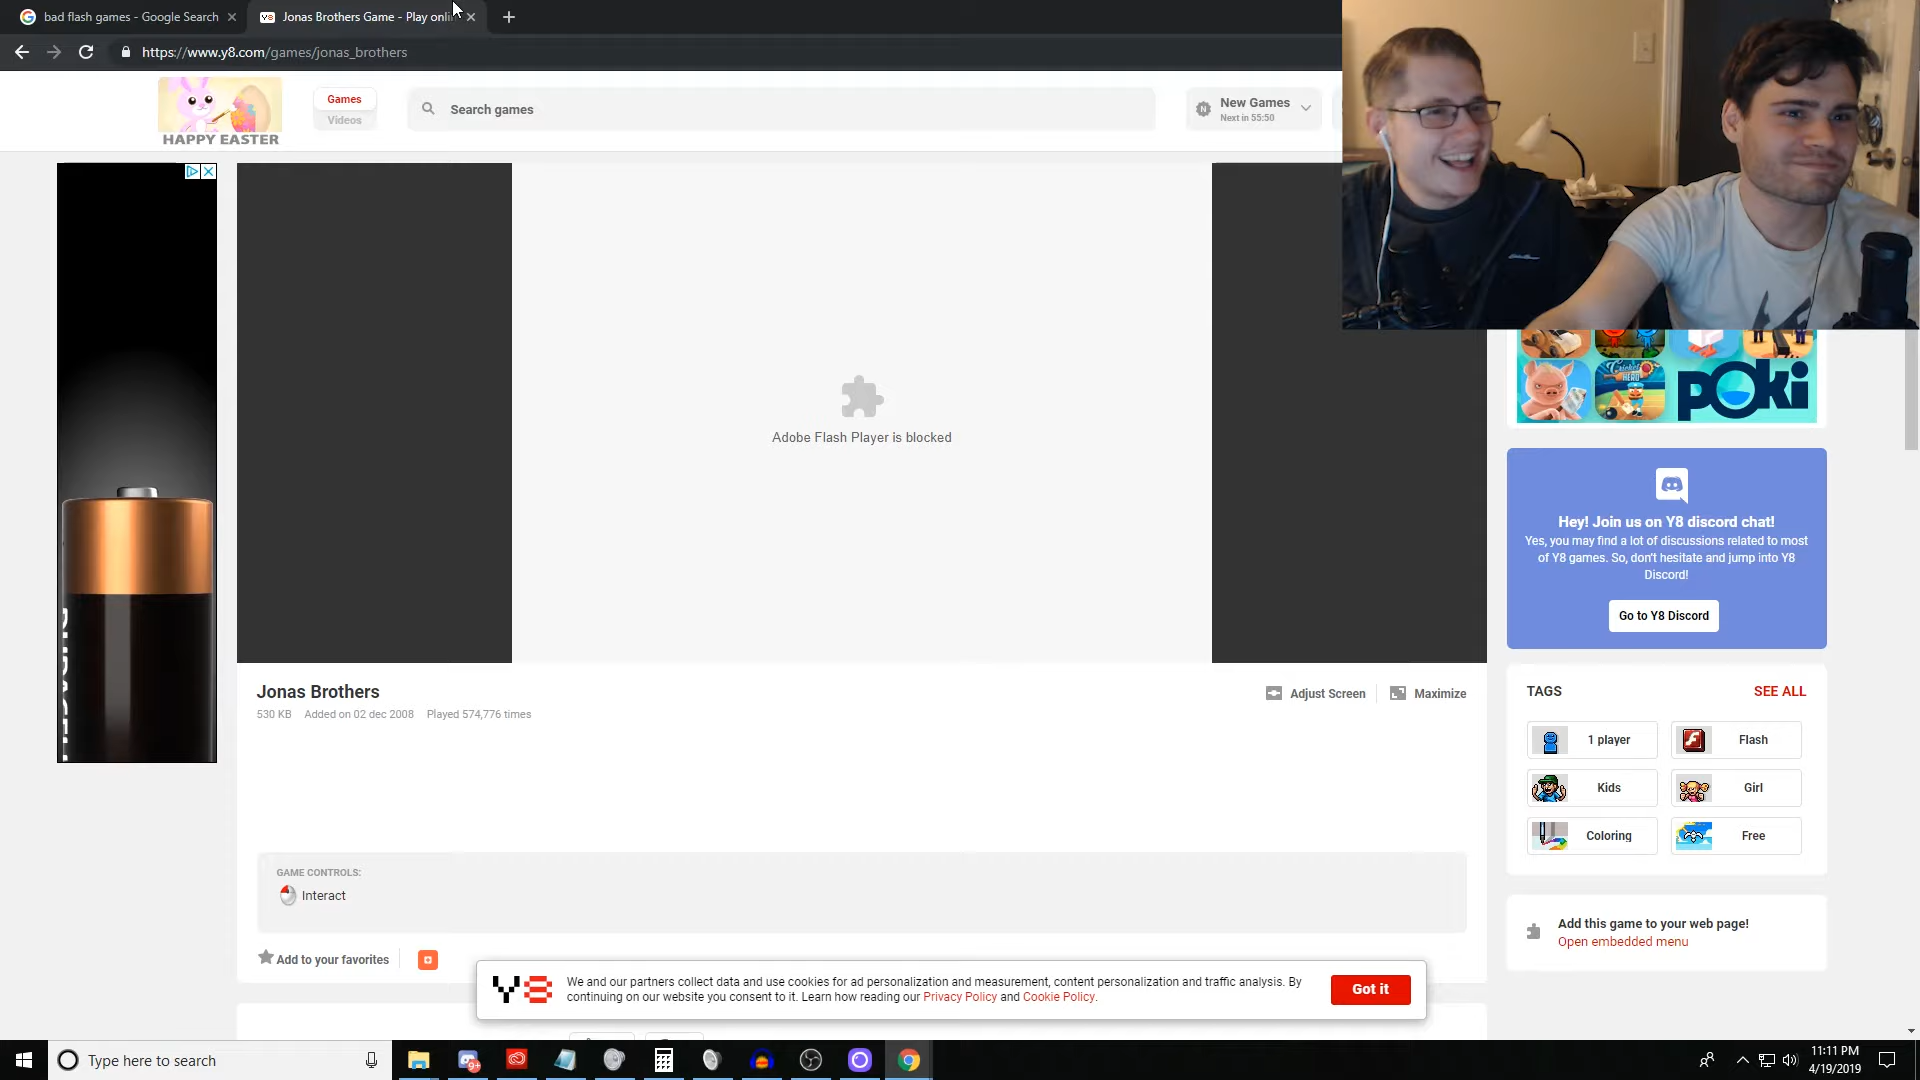 bad flash games - Google Search
Jonas Brothers Game - Play onli
https://www.y8.com/games/jonas_brothers
HAPPY EASTER
Games
Videos
Search games
New Games
Next in 55:50
Adobe Flash Player is blocked
DURACELL
poki
Hey! Join us on Y8 discord chat!
Yes, you may find a lot of discussions related to most
of Y8 games. So, don't hesitate and jump into Y8
Discord!
Go to Y8 Discord
Jonas Brothers
530 KB Added on 02 dec 2008 Played 574,776 times
Adjust Screen
Maximize
TAGS
SEE ALL
1 player
Flash
Kids
Girl
Coloring
Free
GAME CONTROLS:
Interact
Add this game to your web page!
Open embedded menu
Add to your favorites
Y8
We and our partners collect data and use cookies for ad personalization and measurement, content personalization and traffic analysis. By
continuing on our website you consent to it. Learn how reading our Privacy Policy and Cookie Policy.
Got it
Type here to search
11:11 PM
4/19/2019